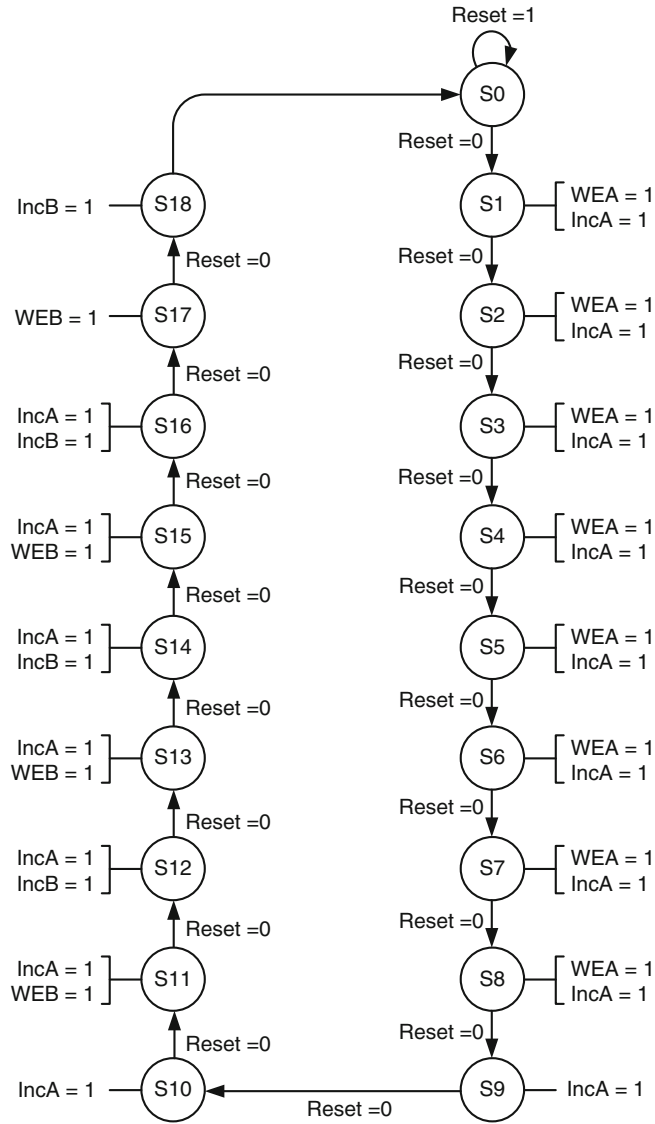 Reset =1
S0
Reset =0
IncB = 1
S18
S1
WEA = 1
IncA = 1
Reset =0
Reset =0
WEB = 1
S17
S2
WEA = 1
IncA = 1
Reset =0
Reset =0
IncA = 1
IncB = 1
S16
S3
WEA = 1
IncA = 1
Reset =0
Reset =0
IncA = 1
WEB = 1
S15
S4
WEA = 1
IncA = 1
Reset =0
Reset =0
IncA = 1
IncB = 1
S14
S5
WEA = 1
IncA = 1
Reset =0
Reset =0
IncA = 1
WEB = 1
S13
S6
WEA = 1
IncA = 1
Reset =0
Reset =0
IncA = 1
IncB = 1
S12
S7
WEA = 1
IncA = 1
Reset =0
Reset =0
IncA = 1
WEB = 1
S11
S8
WEA = 1
IncA = 1
Reset =0
Reset =0
IncA = 1
S10
S9
IncA = 1
Reset =0